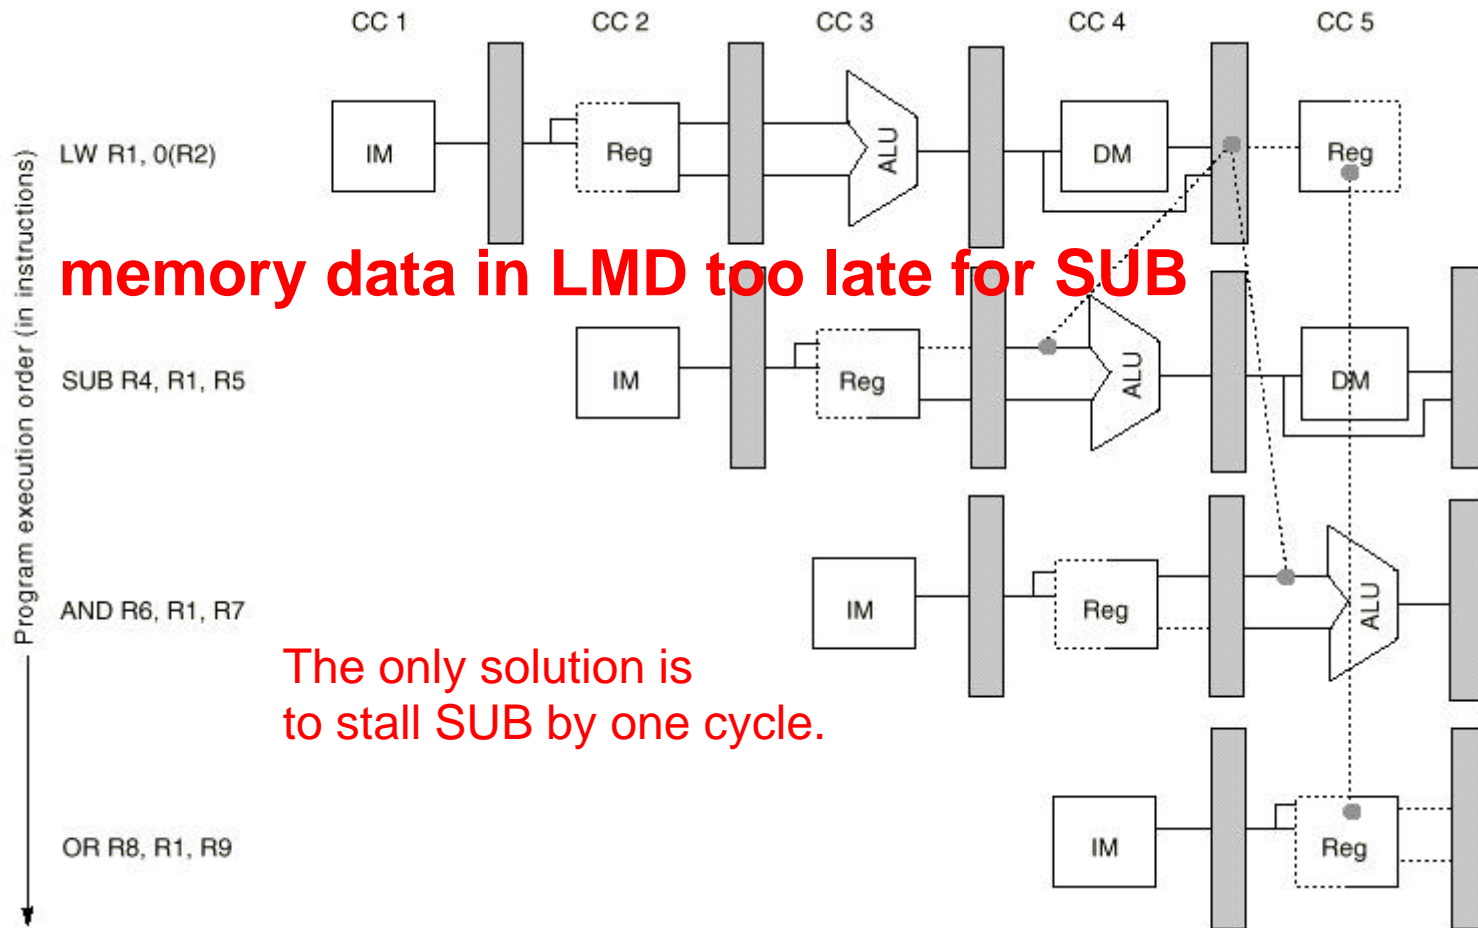 CC 1 CC 2 CC 3 CC 4 CC 5
Program execution order (in instructions)
LW R1, 0(R2) IM Reg ALU DM Reg
memory data in LMD too late for SUB
SUB R4, R1, R5 IM Reg ALU DM
AND R6, R1, R7 IM Reg ALU
The only solution is
to stall SUB by one cycle.
OR R8, R1, R9 IM Reg